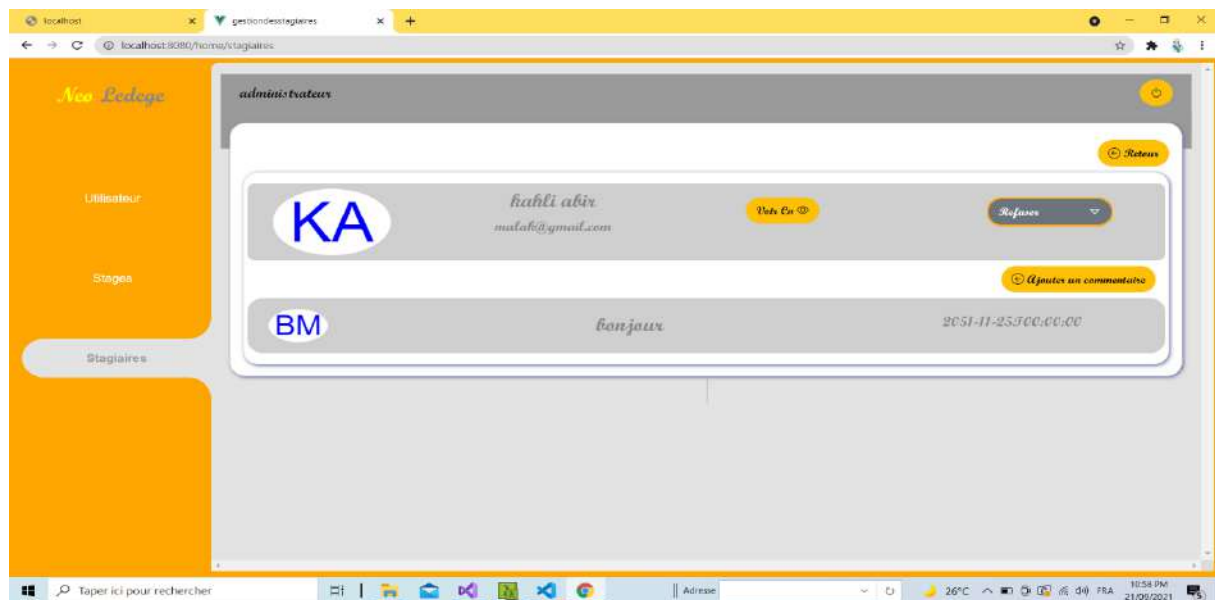 localhost
gestiondesstagiaires
localhost:8080/home/stagiaires
Neo Ledege
administrateur
Retour
Utilisateur
KA
kahli abir
malak@gmail.com
Voir Cv
Refuser
Stages
Ajouter un commentaire
BM
bonjour
2051-11-25T00:00:00
Stagiaires
Taper ici pour rechercher
Adresse
26°C
FRA
10:58 PM
21/09/2021